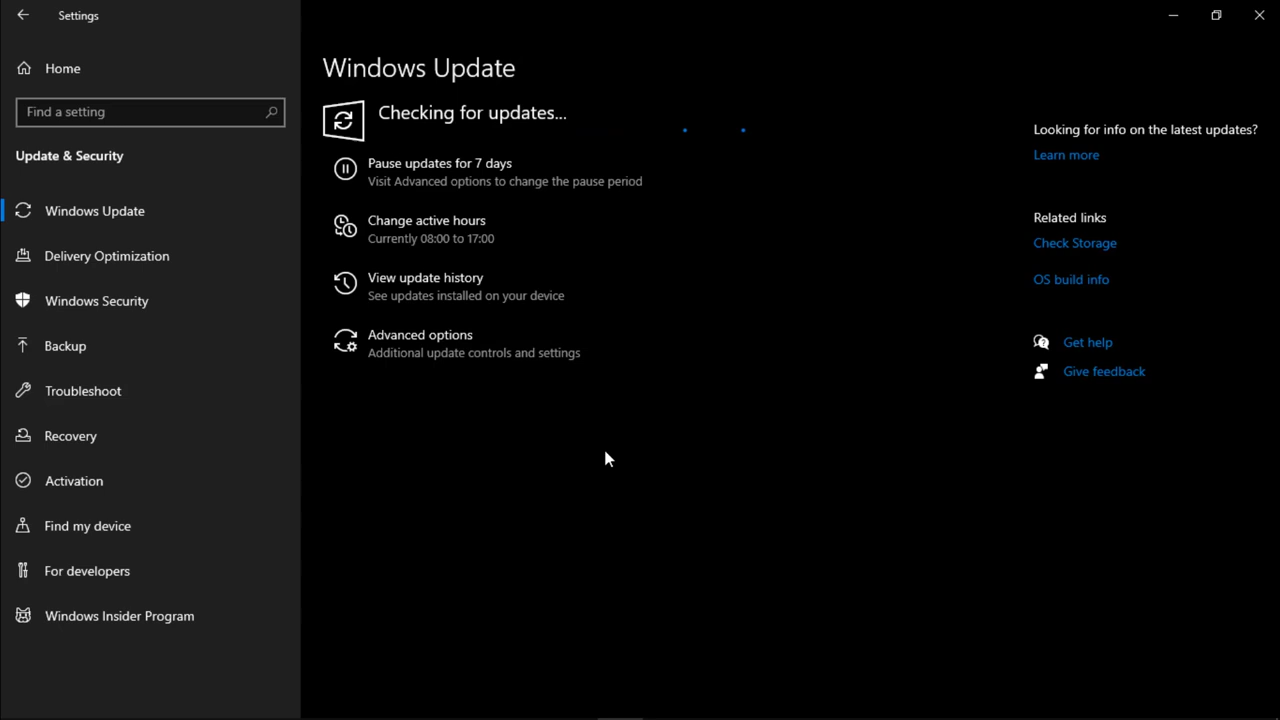 Settings
Home
Find a setting
Update & Security
Windows Update
Delivery Optimization
Windows Security
Backup
Troubleshoot
Recovery
Activation
Find my device
For developers
Windows Insider Program
Windows Update
Checking for updates...
Pause updates for 7 days
Visit Advanced options to change the pause period
Change active hours
Currently 08:00 to 17:00
View update history
See updates installed on your device
Advanced options
Additional update controls and settings
Looking for info on the latest updates?
Learn more
Related links
Check Storage
OS build info
Get help
Give feedback